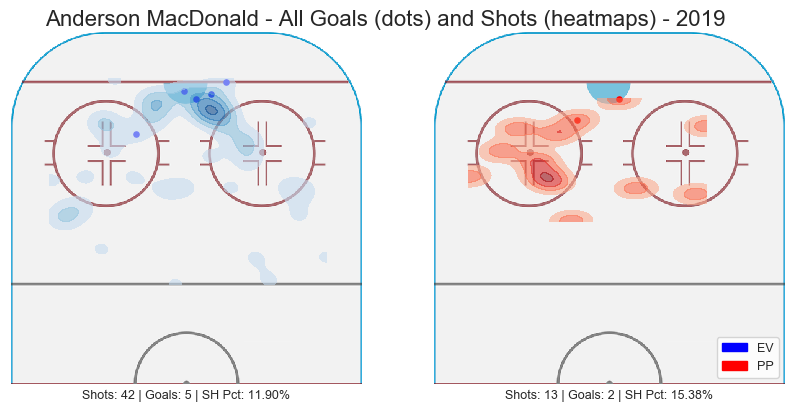 Anderson MacDonald - All Goals (dots) and Shots (heatmaps) - 2019
EV
PP
Shots: 42 | Goals: 5 | SH Pct: 11.90%
Shots: 13 | Goals: 2 | SH Pct: 15.38%